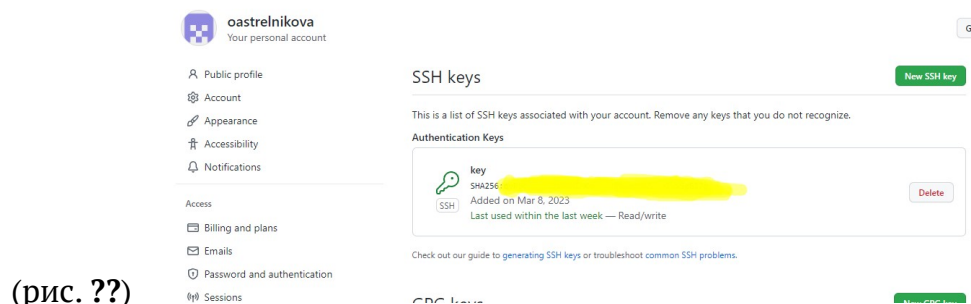 oastrelnikova
Your personal account
G
Public profile
Account
Appearance
Accessibility
Notifications
Access
Billing and plans
Emails
Password and authentication
Sessions
SSH keys
New SSH key
This is a list of SSH keys associated with your account. Remove any keys that you do not recognize.
Authentication Keys
key
SHA256:
SSH
Added on Mar 8, 2023
Last used within the last week — Read/write
Delete
Check out our guide to generating SSH keys or troubleshoot common SSH problems.
GPG keys
New GPG key
(рис. ??)